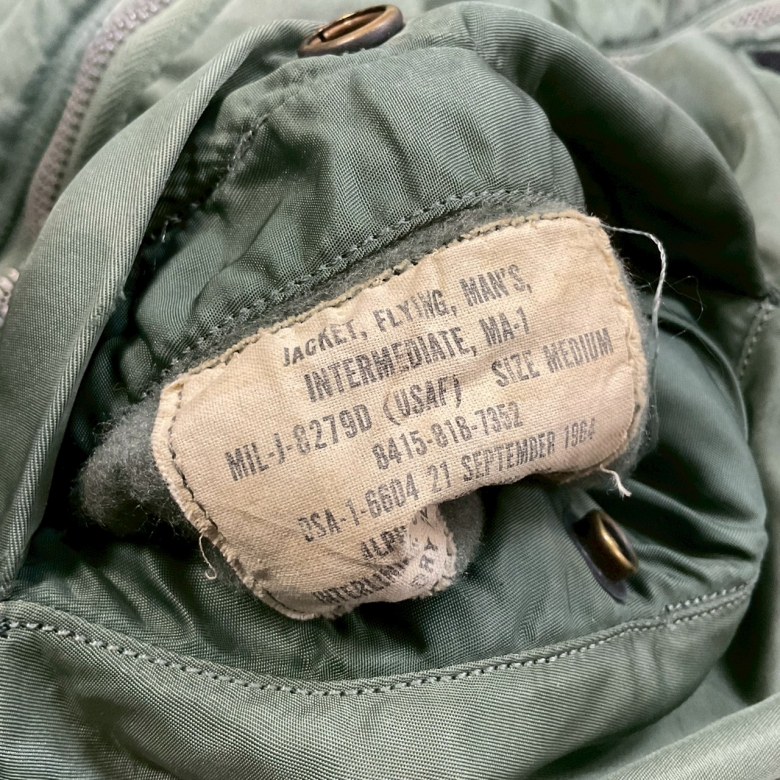 JACKET, FLYING, MAN'S,
INTERMEDIATE, MA-1
MIL-J-8279D (USAF) SIZE MEDIUM
8415-818-7352
DSA-1-6604 21 SEPTEMBER 1964